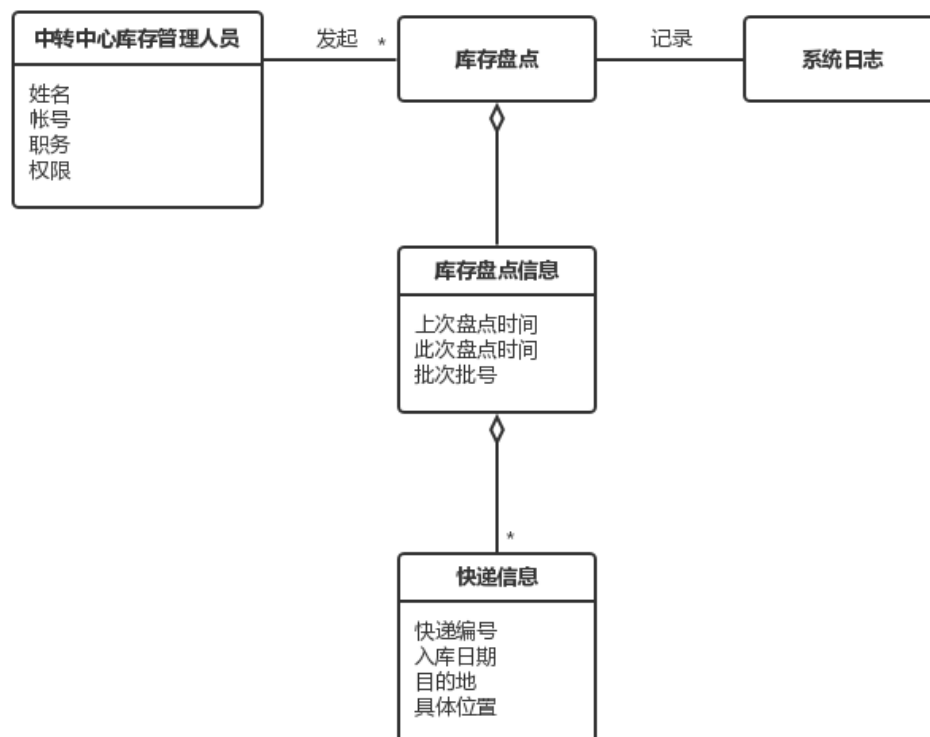 中转中心库存管理人员
姓名
帐号
职务
权限
发起
*
库存盘点
记录
系统日志
库存盘点信息
上次盘点时间
此次盘点时间
批次批号
*
快递信息
快递编号
入库日期
目的地
具体位置